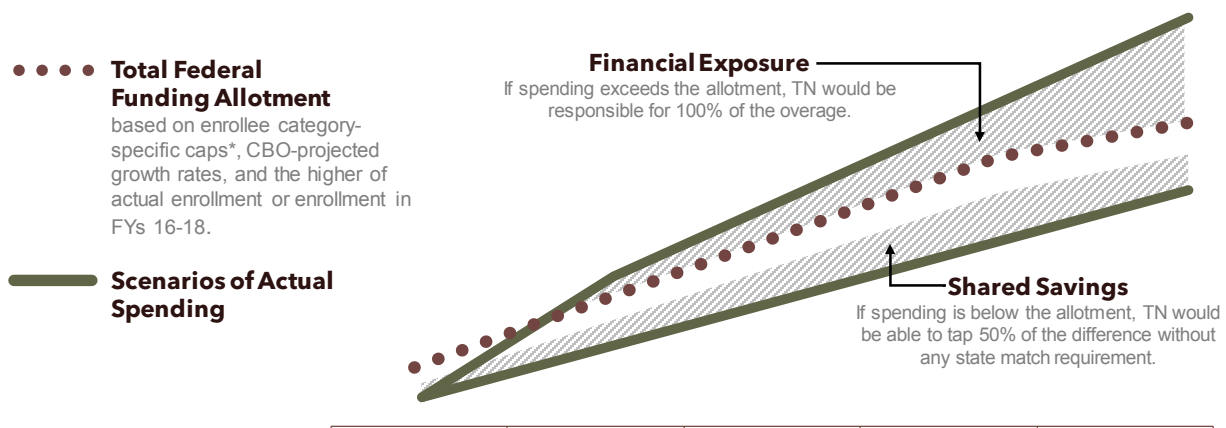 Total Federal
Funding Allotment
based on enrollee category-
specific caps*, CBO-projected
growth rates, and the higher of
actual enrollment or enrollment in
FYs 16-18.
Scenarios of Actual
Spending
Financial Exposure
If spending exceeds the allotment, TN would be
responsible for 100% of the overage.
Shared Savings
If spending is below the allotment, TN would
be able to tap 50% of the difference without
any state match requirement.